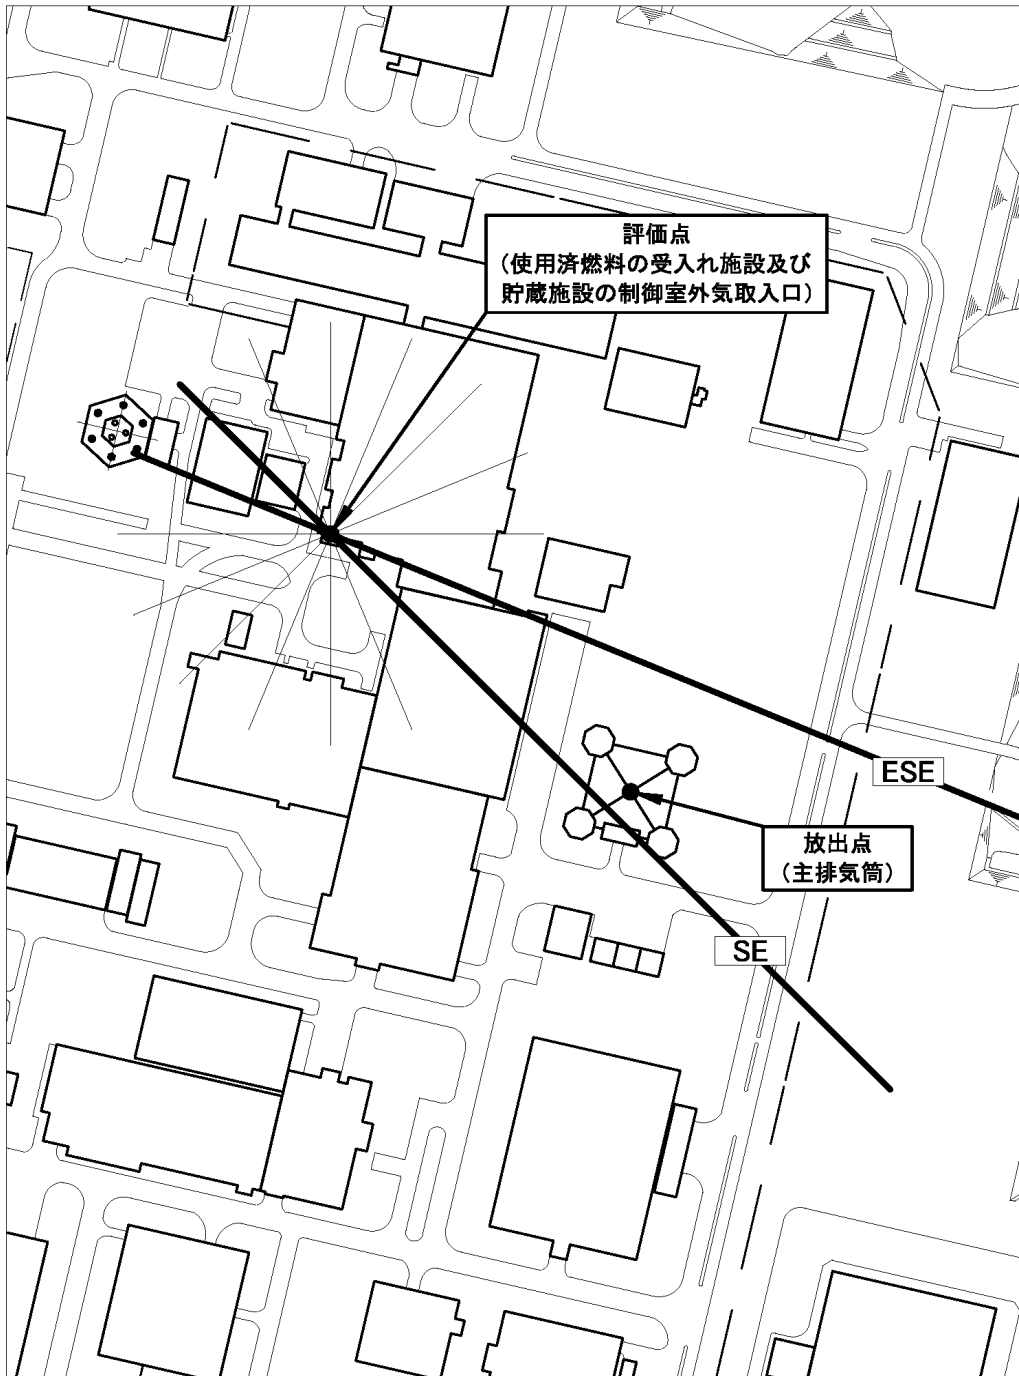 評価点
（使用済燃料の受入れ施設及び
貯蔵施設の制御室外気取入口）
ESE
放出点
（主排気筒）
SE